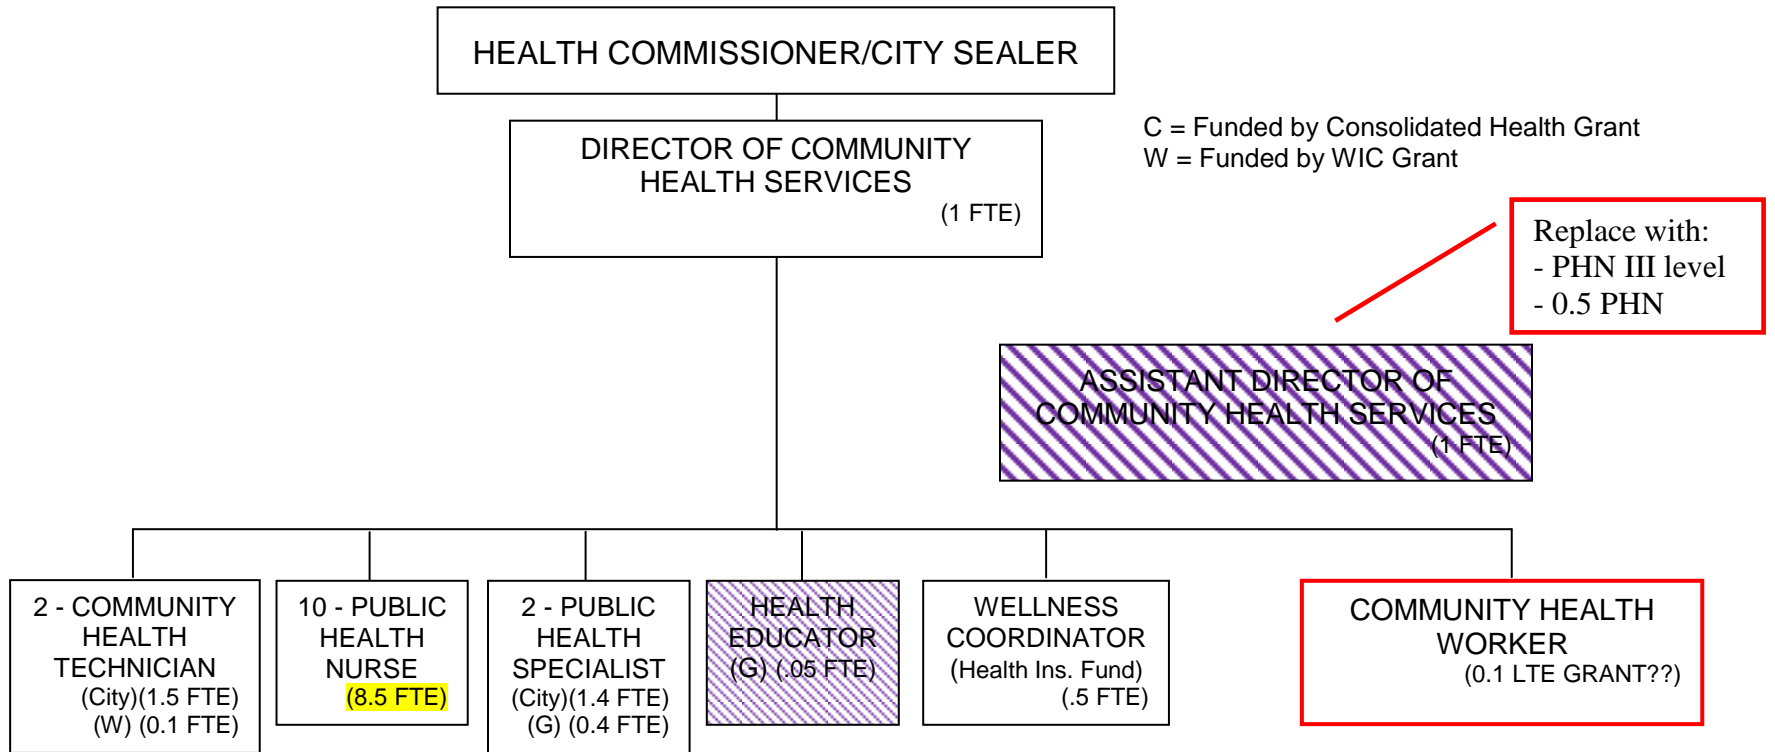 HEALTH COMMISSIONER/CITY SEALER
DIRECTOR OF COMMUNITY
HEALTH SERVICES
(1 FTE)
C = Funded by Consolidated Health Grant
W = Funded by WIC Grant
Replace with:
- PHN III level
- 0.5 PHN
ASSISTANT DIRECTOR OF
COMMUNITY HEALTH SERVICES
(1 FTE)
2 - COMMUNITY
HEALTH
TECHNICIAN
(City)(1.5 FTE)
(W) (0.1 FTE)
10 - PUBLIC
HEALTH
NURSE
(8.5 FTE)
2 - PUBLIC
HEALTH
SPECIALIST
(City)(1.4 FTE)
(G) (0.4 FTE)
HEALTH
EDUCATOR
(G) (.05 FTE)
WELLNESS
COORDINATOR
(Health Ins. Fund)
(.5 FTE)
COMMUNITY HEALTH
WORKER
(0.1 LTE GRANT??)